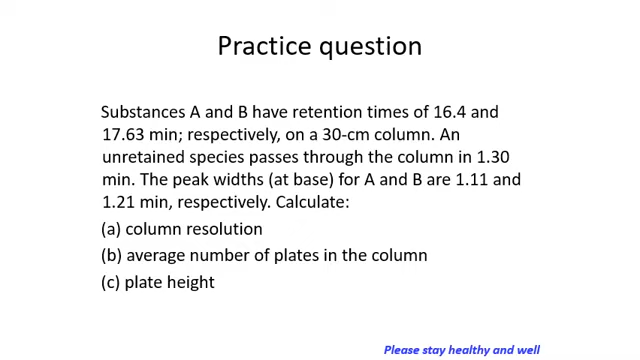 Practice question
Substances A and B have retention times of 16.4 and
17.63 min; respectively, on a 30-cm column. An
unretained species passes through the column in 1.30
min. The peak widths (at base) for A and B are 1.11 and
1.21 min, respectively. Calculate:
(a) column resolution
(b) average number of plates in the column
(c) plate height
Please stay healthy and well